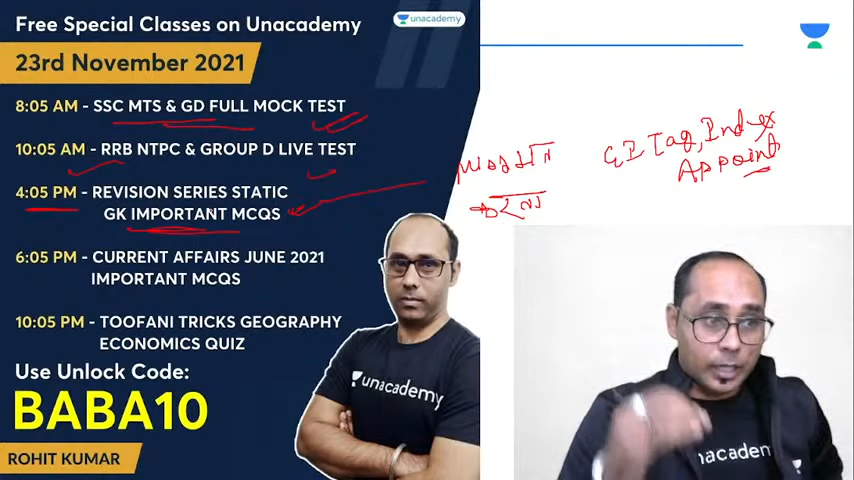 Free Special Classes on Unacademy
unacademy
23rd November 2021
8:05 AM - SSC MTS & GD FULL MOCK TEST
10:05 AM - RRB NTPC & GROUP D LIVE TEST
4:05 PM - REVISION SERIES STATIC
GK IMPORTANT MCQS
6:05 PM - CURRENT AFFAIRS JUNE 2021
IMPORTANT MCQS
10:05 PM - TOOFANI TRICKS GEOGRAPHY
ECONOMICS QUIZ
Use Unlock Code:
BABA10
ROHIT KUMAR
unacademy
GI Tag, Index
Appoint
unacadem